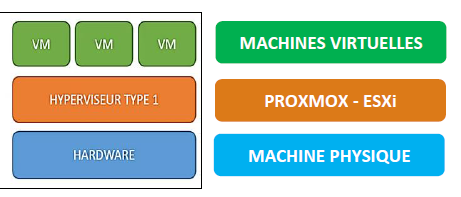 VM VM VM MACHINES VIRTUELLES
HYPERVISEUR TYPE 1 PROXMOX - ESXi
HARDWARE MACHINE PHYSIQUE